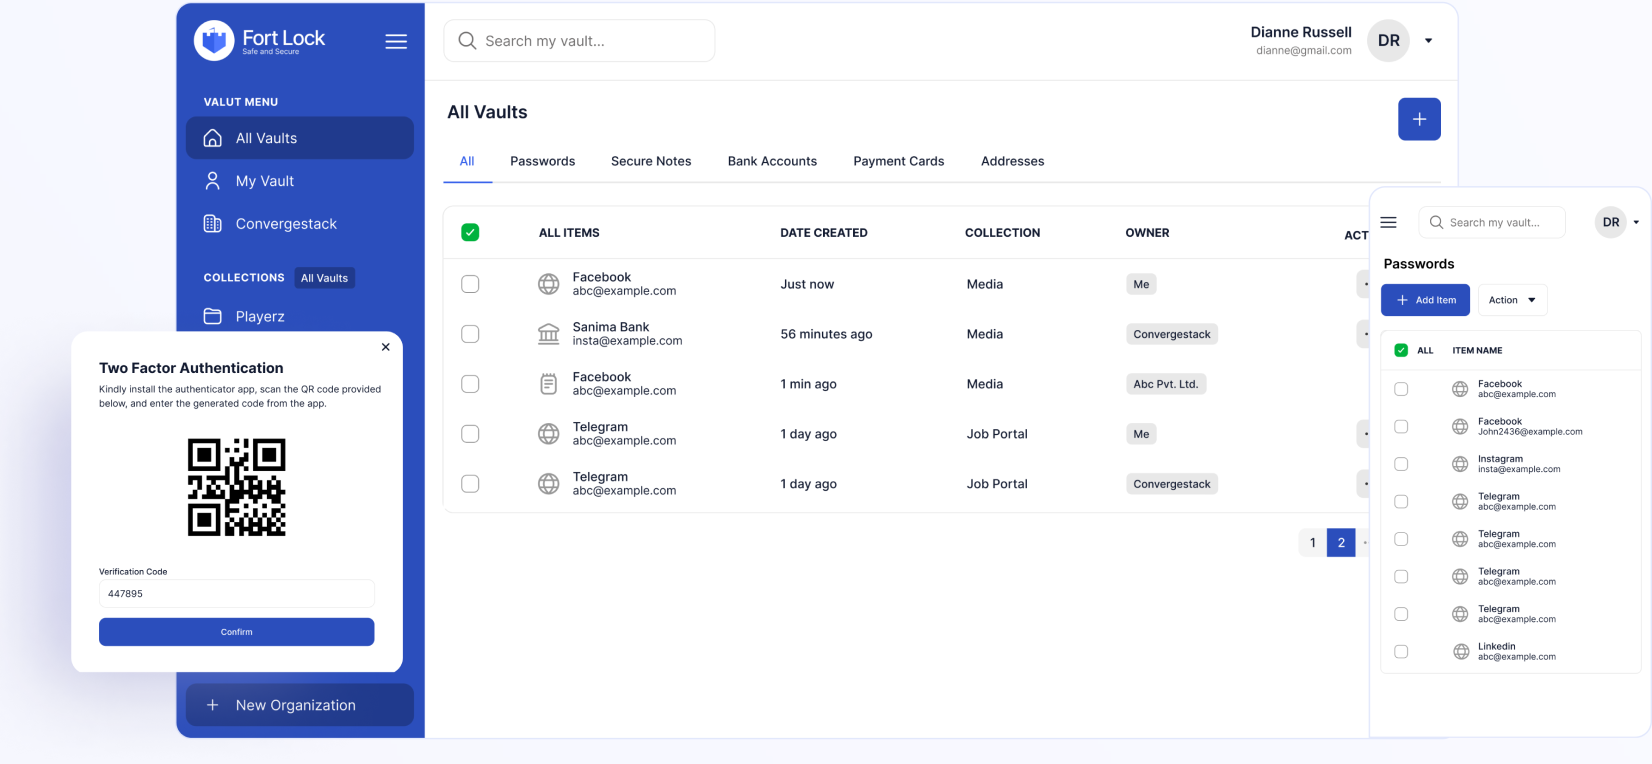 Fort Lock
Safe and Secure
Search my vault...
Dianne Russell
dianne@gmail.com
DR
VALUT MENU
All Vaults
My Vault
Convergestack
COLLECTIONS All Vaults
Playerz
New Organization
All Vaults
All Passwords Secure Notes Bank Accounts Payment Cards Addresses
ALL ITEMS DATE CREATED COLLECTION OWNER ACT
Facebook
abc@example.com
Just now Media Me
Sanima Bank
insta@example.com
56 minutes ago Media Convergestack
Facebook
abc@example.com
1 min ago Media Abc Pvt. Ltd.
Telegram
abc@example.com
1 day ago Job Portal Me
Telegram
abc@example.com
1 day ago Job Portal Convergestack
1 2
Two Factor Authentication
Kindly install the authenticator app, scan the QR code provided
below, and enter the generated code from the app.
Verification Code
447895
Confirm
Search my vault...
DR
Passwords
Add Item Action
ALL ITEM NAME
Facebook
abc@example.com
Facebook
John2436@example.com
Instagram
insta@example.com
Telegram
abc@example.com
Telegram
abc@example.com
Telegram
abc@example.com
Telegram
abc@example.com
Linkedin
abc@example.com